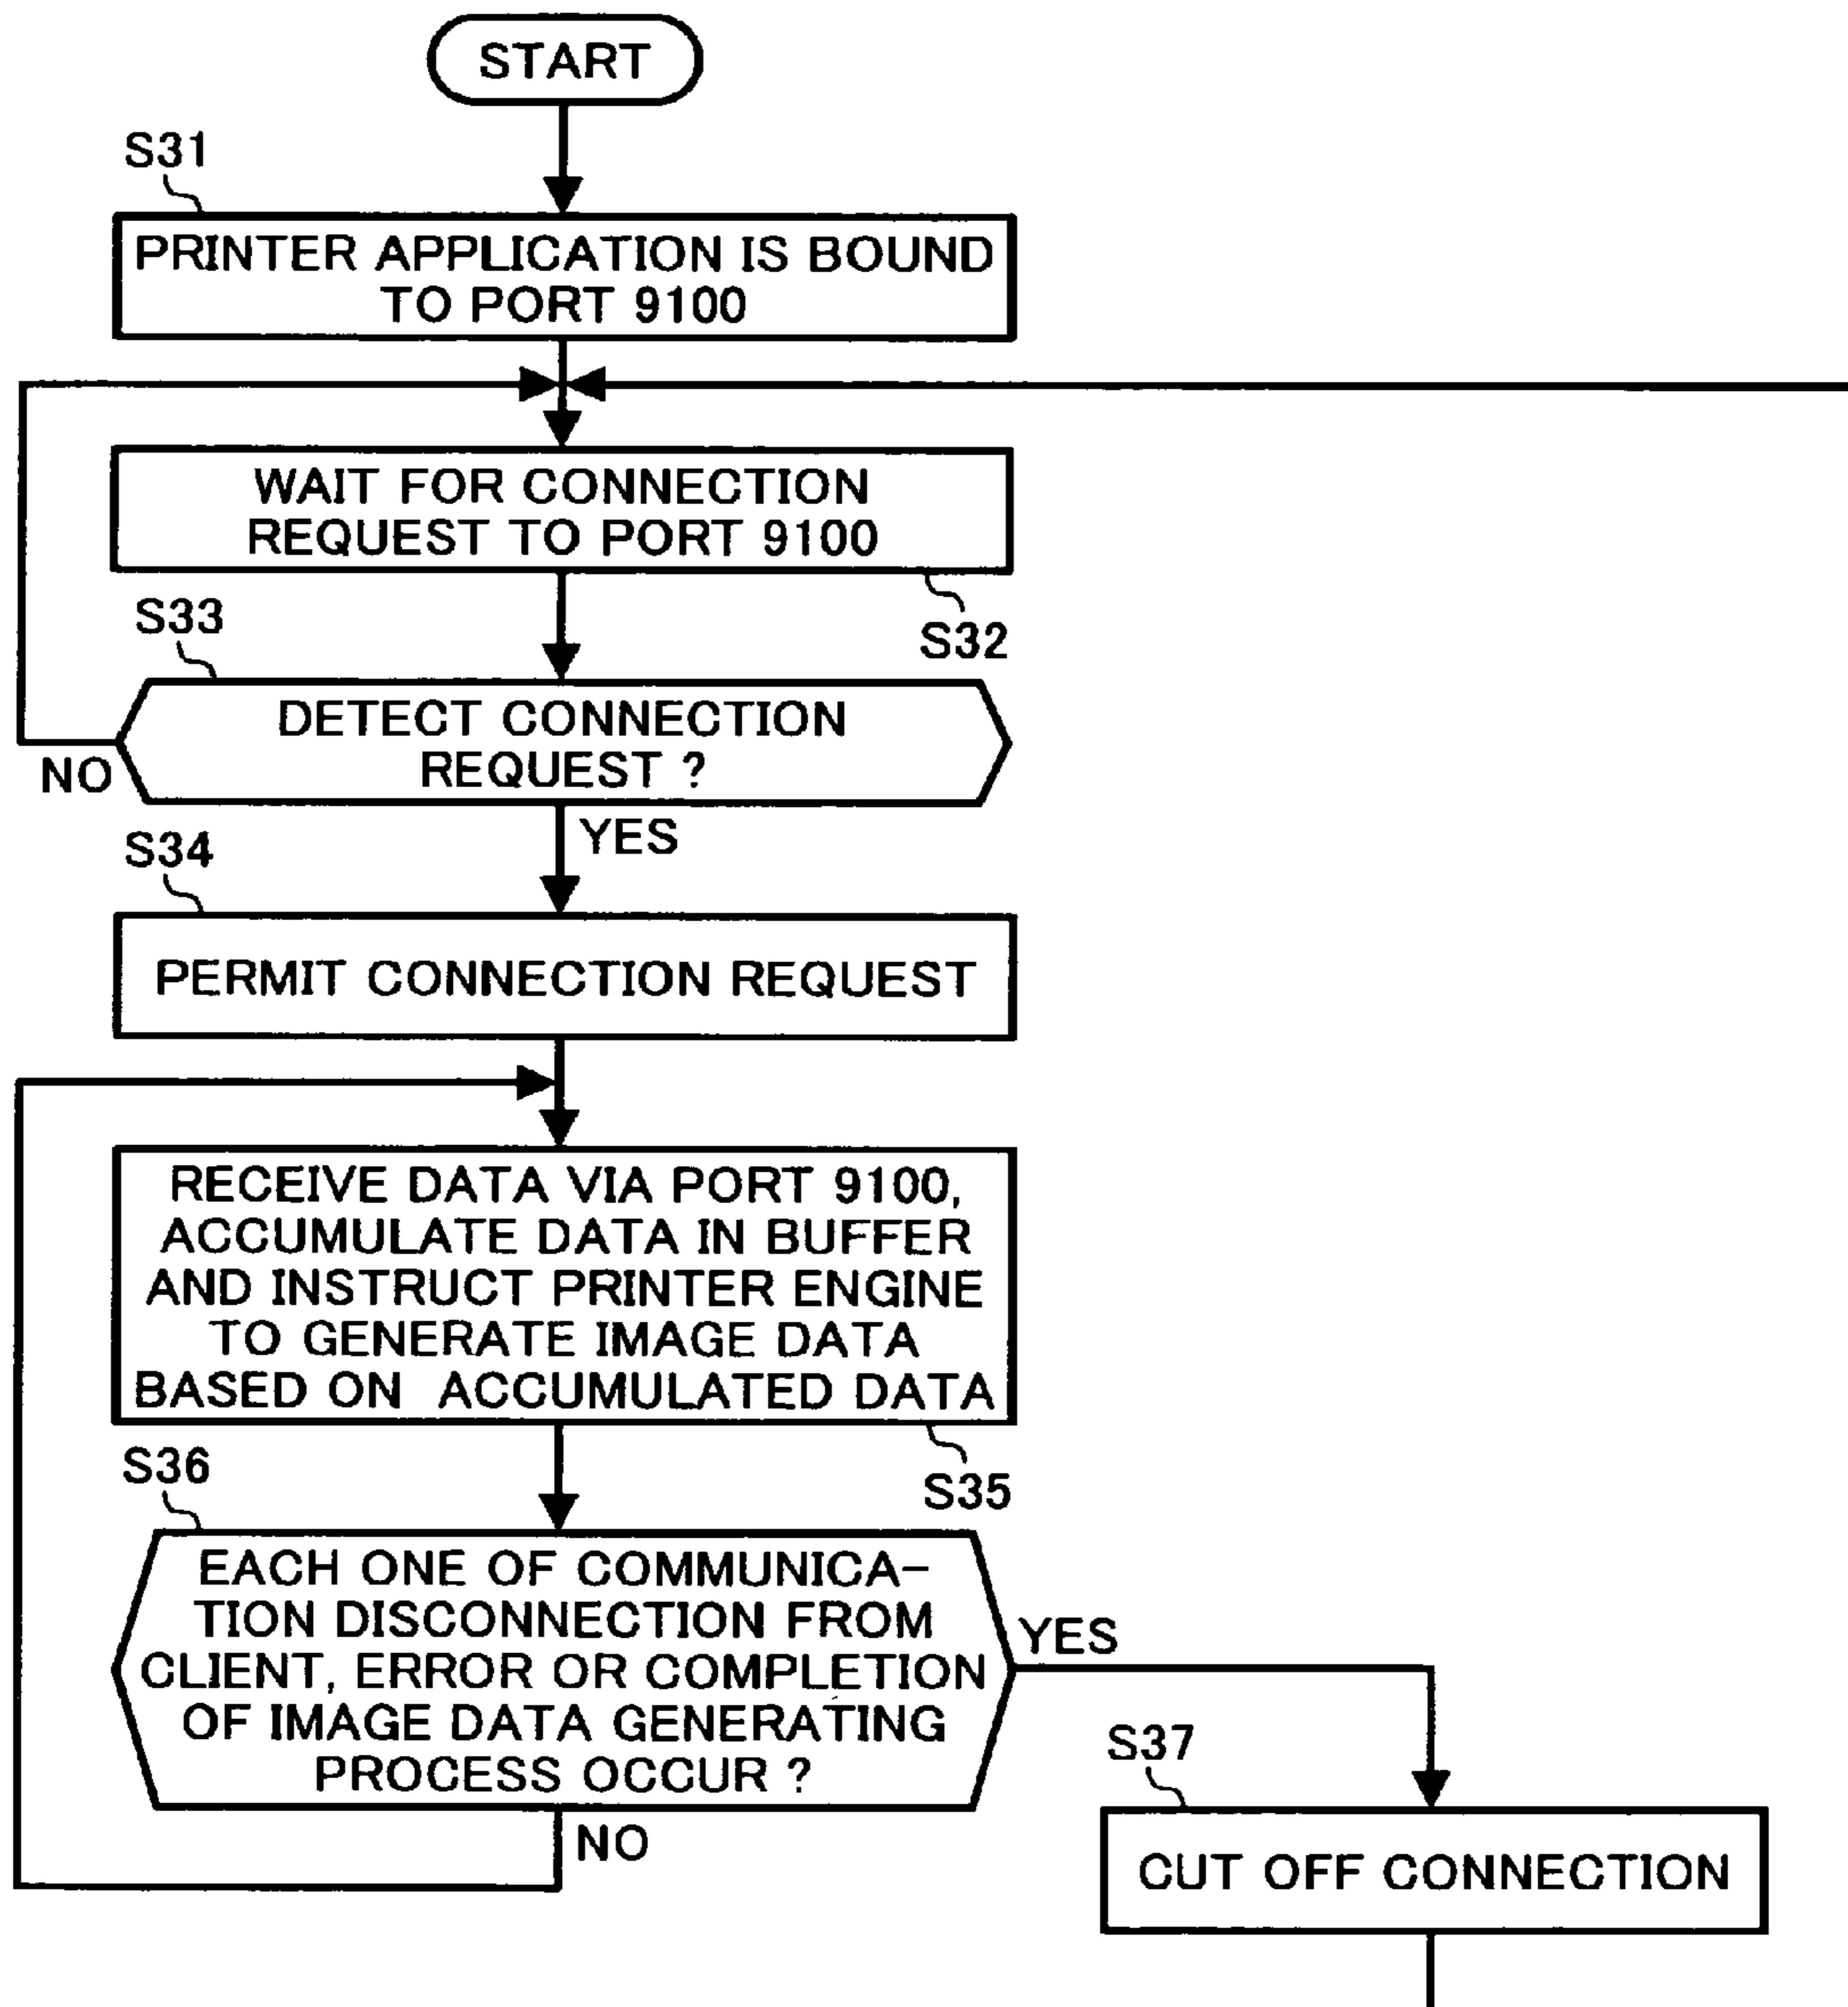 START
S31
PRINTER APPLICATION IS BOUND
TO PORT 9100
WAIT FOR CONNECTION
REQUEST TO PORT 9100
S32
S33
DETECT CONNECTION
REQUEST ?
NO
YES
S34
PERMIT CONNECTION REQUEST
RECEIVE DATA VIA PORT 9100,
ACCUMULATE DATA IN BUFFER
AND INSTRUCT PRINTER ENGINE
TO GENERATE IMAGE DATA
BASED ON ACCUMULATED DATA
S35
S36
EACH ONE OF COMMUNICA-
TION DISCONNECTION FROM
CLIENT, ERROR OR COMPLETION
OF IMAGE DATA GENERATING
PROCESS OCCUR ?
YES
NO
S37
CUT OFF CONNECTION